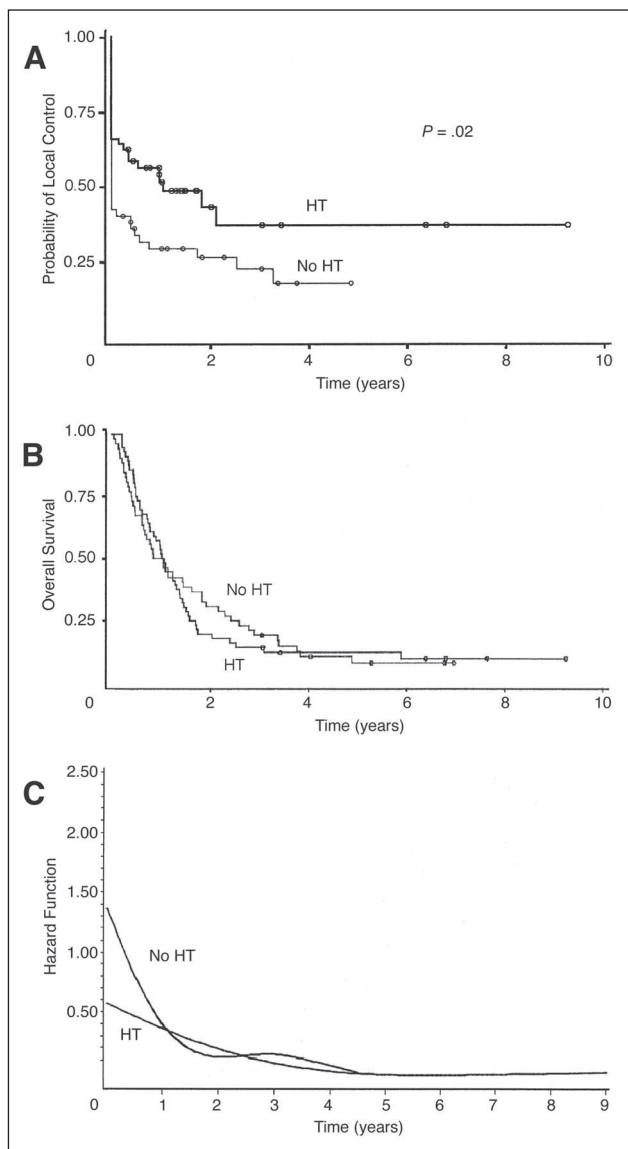 A
1.00
0.75
0.50
0.25
0
Probability of Local Control
P = .02
HT
No HT
2
4
6
8
10
Time (years)
B
1.00
0.75
0.50
0.25
0
Overall Survival
No HT
HT
2
4
6
8
10
Time (years)
C
2.50
2.00
1.50
1.00
0.50
0
Hazard Function
No HT
HT
1
2
3
4
5
6
7
8
9
Time (years)